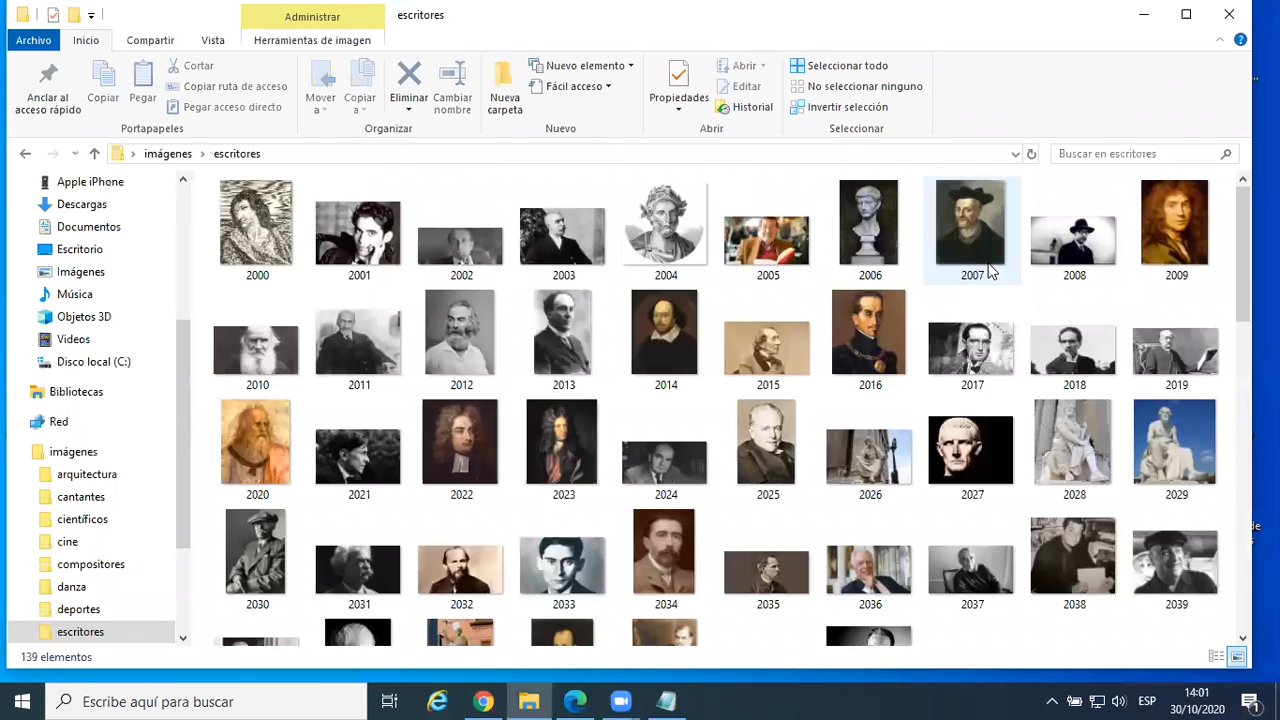 Administrar
escritores
Archivo
Inicio
Compartir
Vista
Herramientas de imagen
Anclar al
acceso rápido
Copiar
Pegar
Cortar
Copiar ruta de acceso
Pegar acceso directo
Portapapeles
Mover
a
Copiar
a
Eliminar
Cambiar
nombre
Organizar
Nueva
carpeta
Nuevo elemento
Fácil acceso
Nuevo
Propiedades
Abrir
Editar
Historial
Abrir
Seleccionar todo
No seleccionar ninguno
Invertir selección
Seleccionar
imágenes
escritores
Buscar en escritores
Apple iPhone
Descargas
Documentos
Escritorio
Imágenes
Música
Objetos 3D
Videos
Disco local (C:)
Bibliotecas
Red
imágenes
arquitectura
cantantes
científicos
cine
compositores
danza
deportes
escritores
2000 2001 2002 2003 2004 2005 2006 2007 2008 2009
2010 2011 2012 2013 2014 2015 2016 2017 2018 2019
2020 2021 2022 2023 2024 2025 2026 2027 2028 2029
2030 2031 2032 2033 2034 2035 2036 2037 2038 2039
139 elementos
Escribe aquí para buscar
ESP
14:01
30/10/2020
1